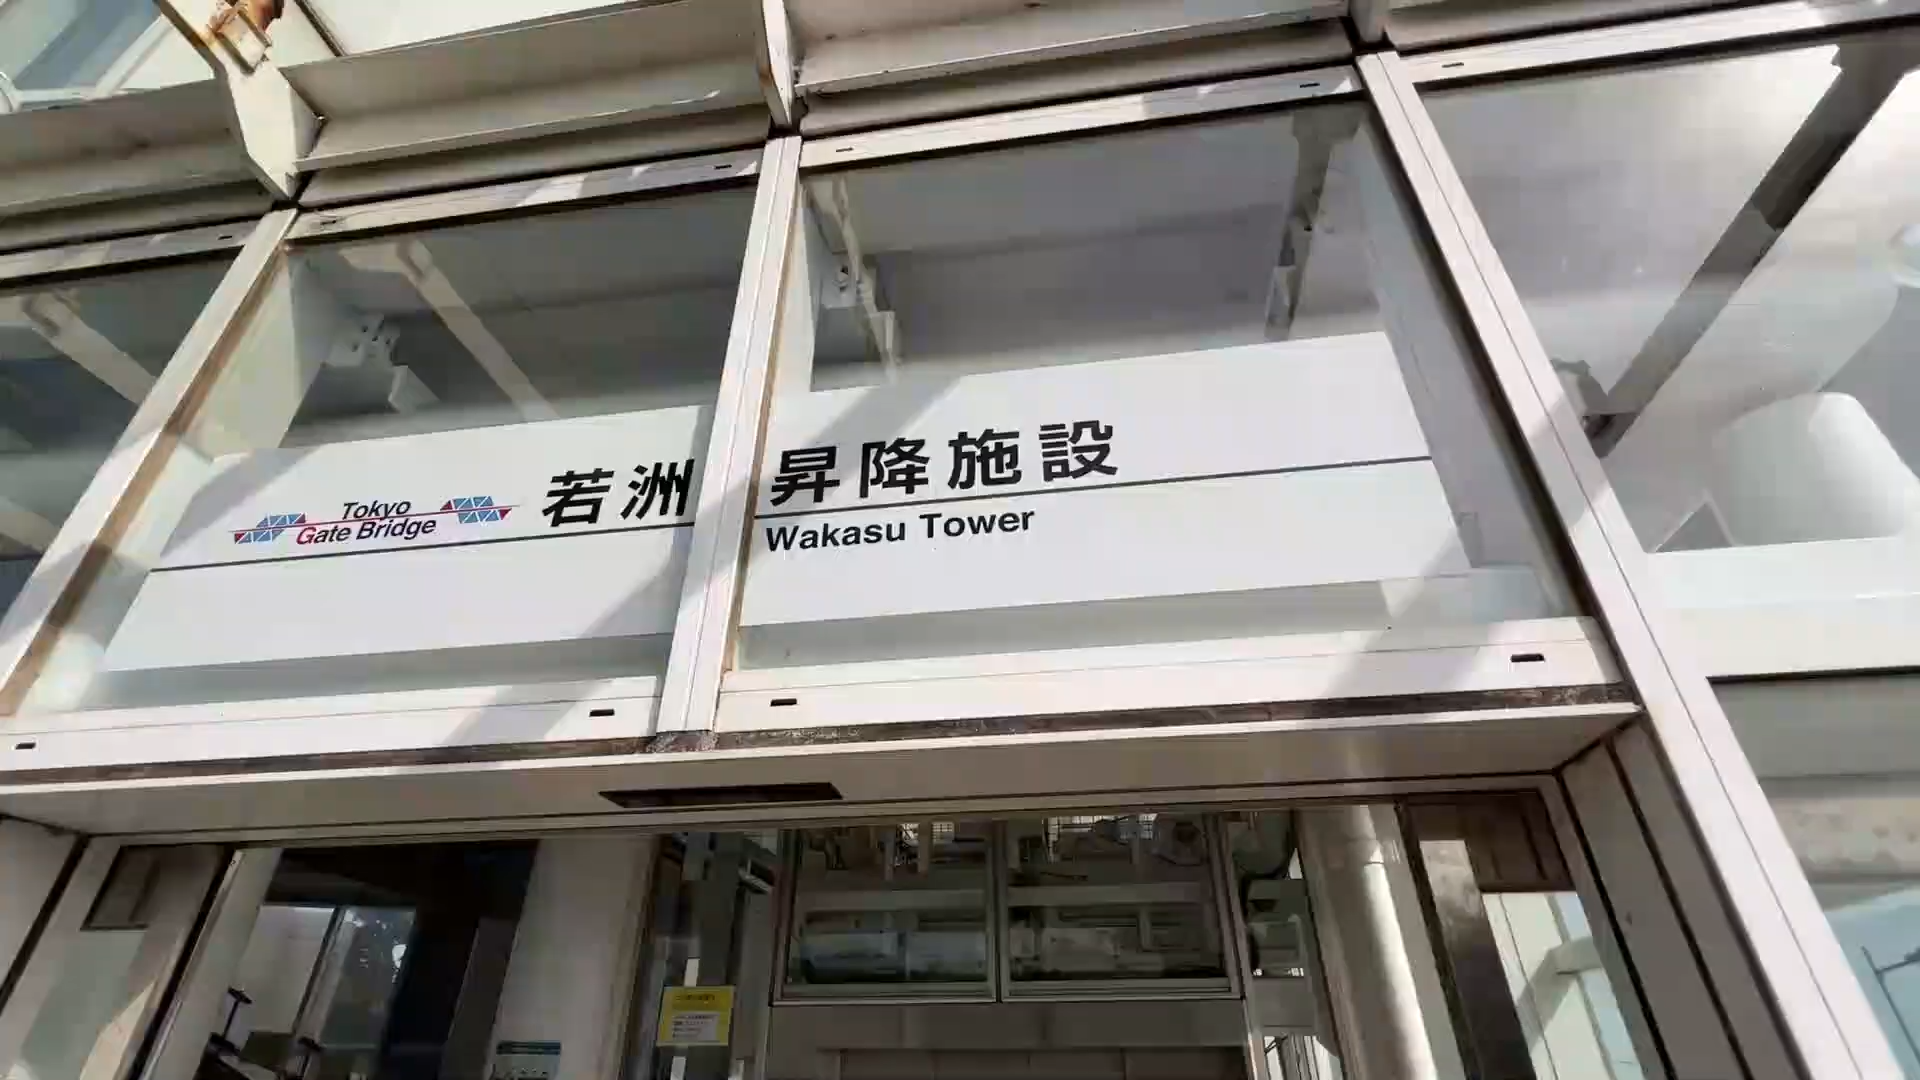 Tokyo
Gate Bridge
若洲昇降施設
Wakasu Tower